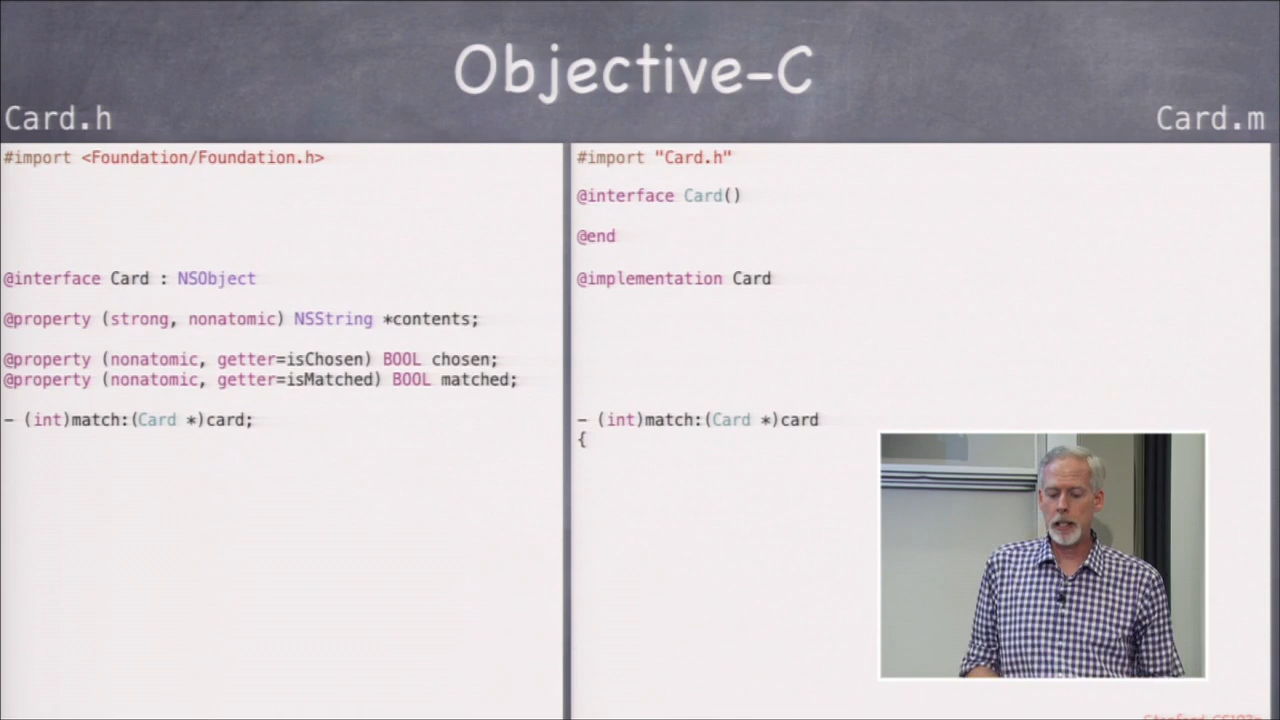 Objective-C
Card.h
Card.m
#import <Foundation/Foundation.h>
@interface Card : NSObject
@property (strong, nonatomic) NSString *contents;
@property (nonatomic, getter=isChosen) BOOL chosen;
@property (nonatomic, getter=isMatched) BOOL matched;
- (int)match:(Card *)card;
#import "Card.h"
@interface Card()
@end
@implementation Card
- (int)match:(Card *)card
{